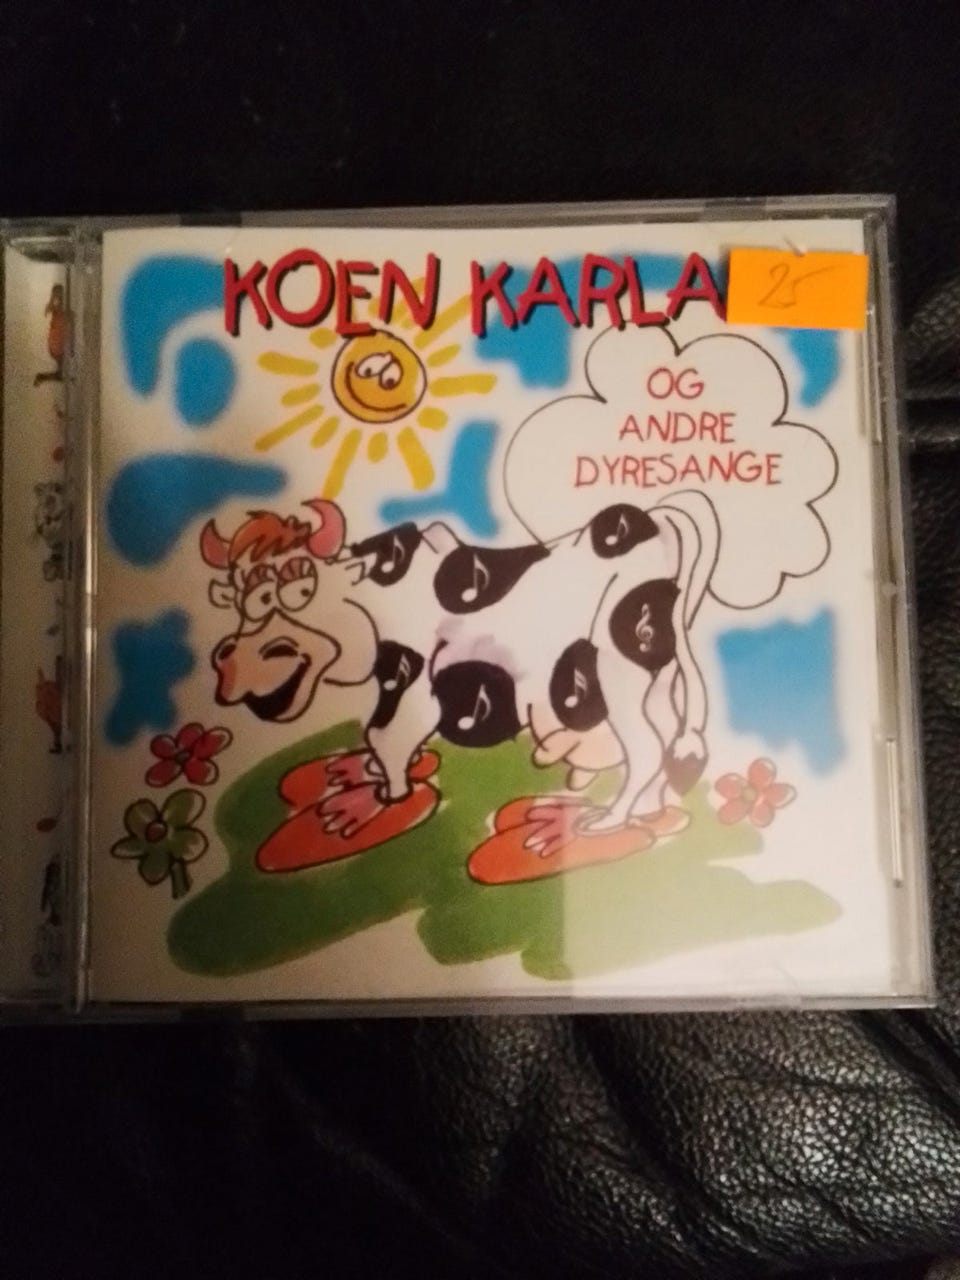 KOEN KARLA
25
OG
ANDRE
DYRESANGE